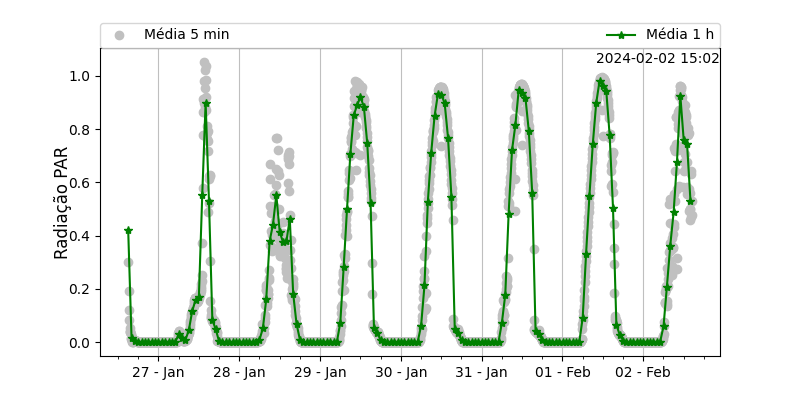 Média 5 min
Média 1 h
2024-02-02 15:02
Radiação PAR
1.0
0.8
0.6
0.4
0.2
0.0
27 - Jan
28 - Jan
29 - Jan
30 - Jan
31 - Jan
01 - Feb
02 - Feb